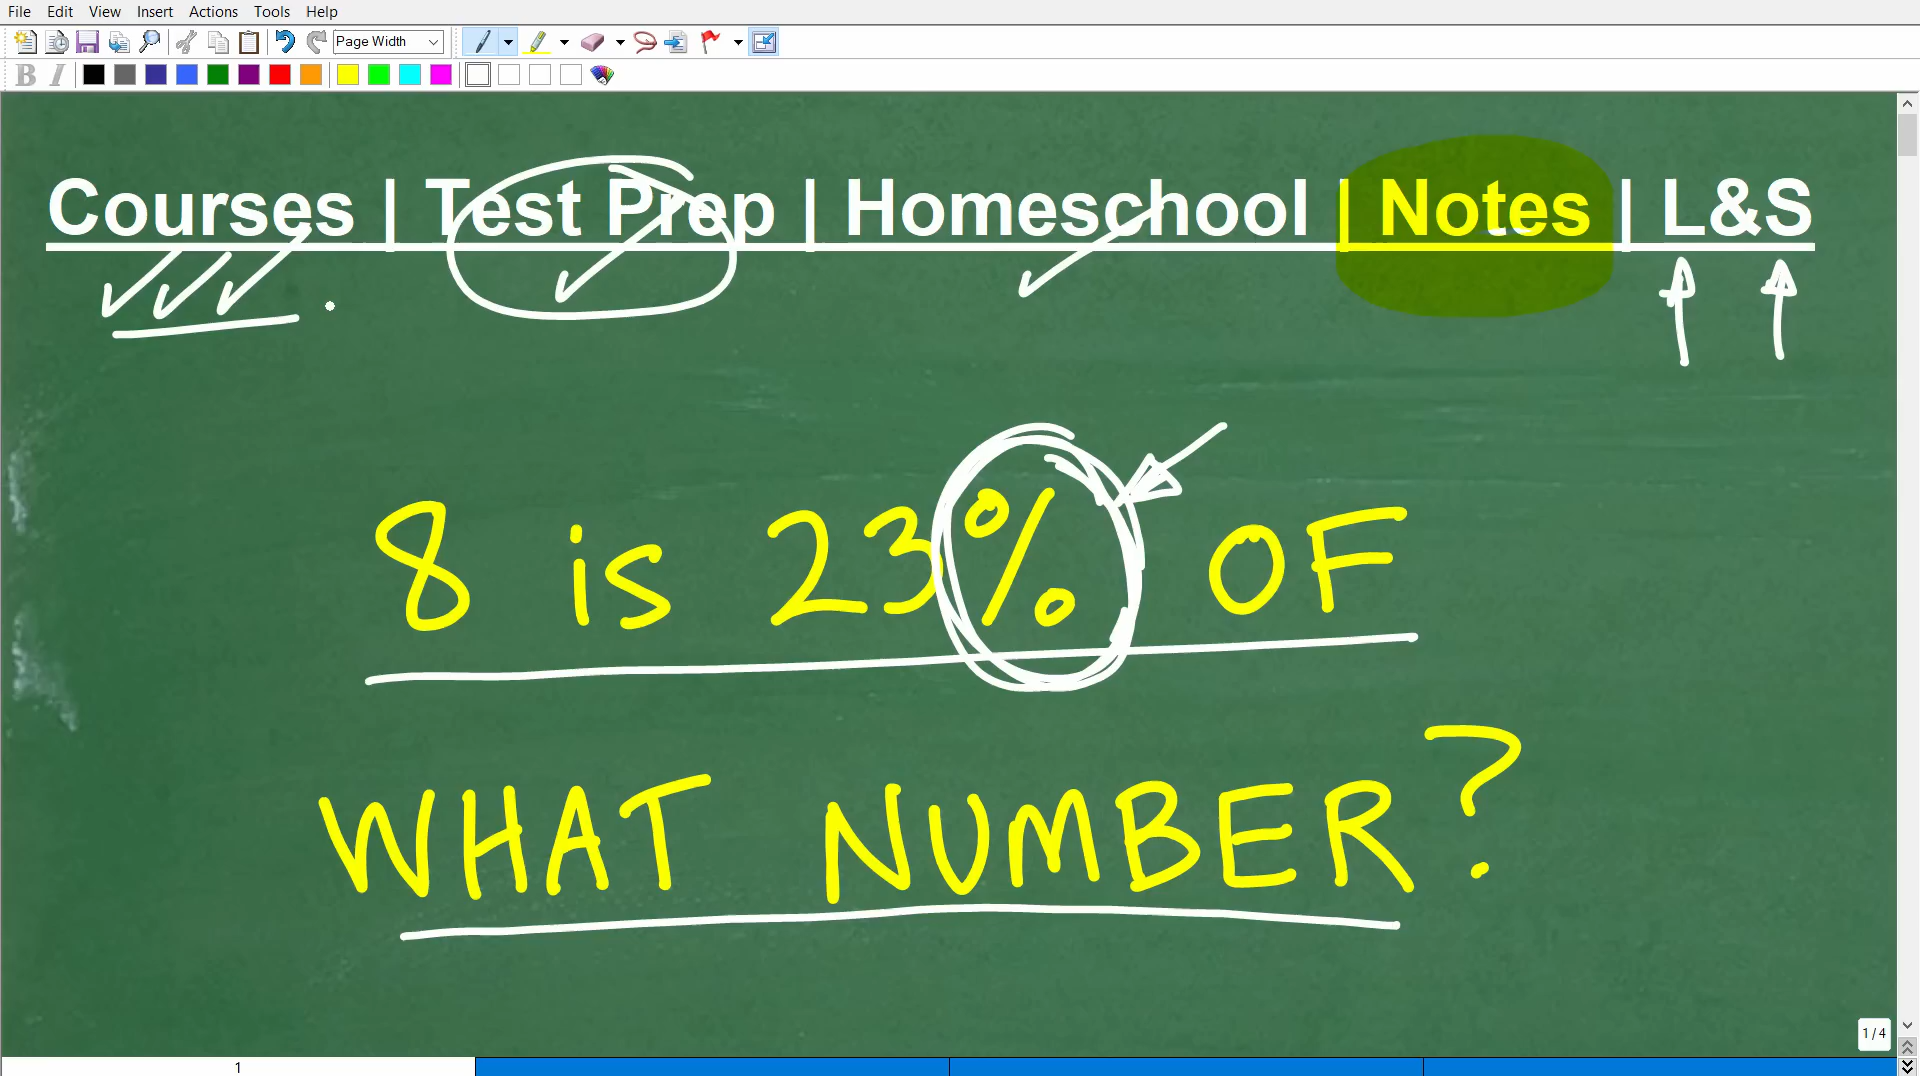 File Edit View Insert Actions Tools Help
Page Width
B I
Courses | Test Prep | Homeschool | Notes | L&S
8 is 23% OF
WHAT NUMBER?
1 / 4
1